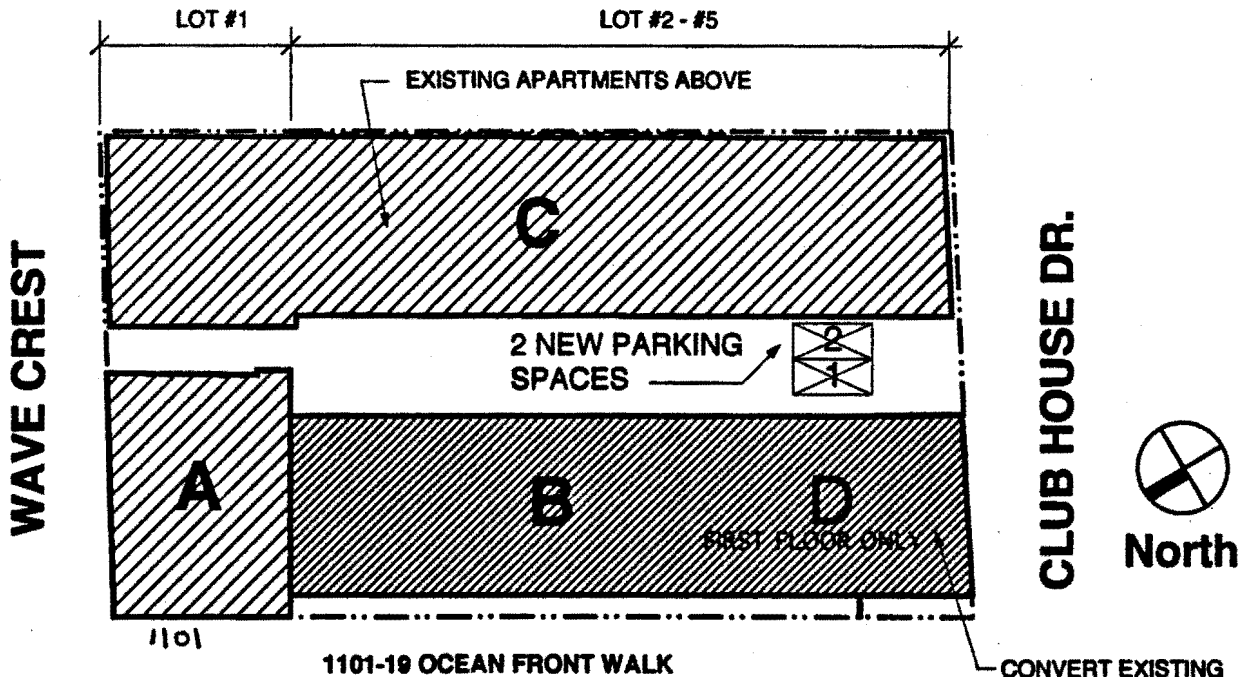 LOT #1
LOT #2 - #5
EXISTING APARTMENTS ABOVE
C
WAVE CREST
2 NEW PARKING
SPACES
2
1
CLUB HOUSE DR.
A
B
D
FIRST FLOOR ONLY
North
1101
1101-19 OCEAN FRONT WALK
CONVERT EXISTING